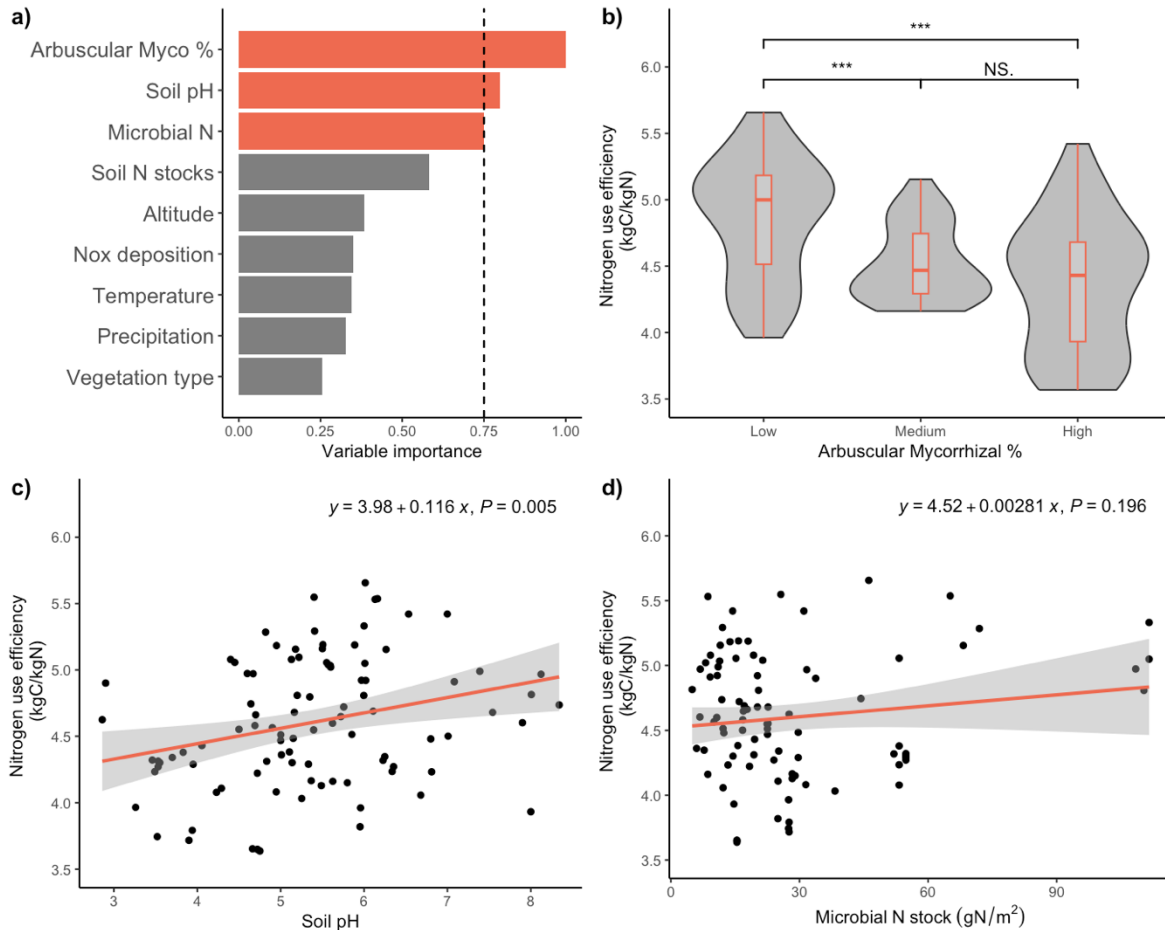 a)
Arbuscular Myco %
Soil pH
Microbial N
Soil N stocks
Altitude
Nox deposition
Temperature
Precipitation
Vegetation type
0.00 0.25 0.50 0.75 1.00
Variable importance
b)
Nitrogen use efficiency
(kgC/kgN)
6.0
5.5
5.0
4.5
4.0
3.5
***
*** NS.
Low Medium High
Arbuscular Mycorrhizal %
c)
y = 3.98 + 0.116 x, P = 0.005
Nitrogen use efficiency
(kgC/kgN)
6.0
5.5
5.0
4.5
4.0
3.5
3 4 5 6 7 8
Soil pH
d)
y = 4.52 + 0.00281 x, P = 0.196
Nitrogen use efficiency
(kgC/kgN)
6.0
5.5
5.0
4.5
4.0
3.5
0 30 60 90
Microbial N stock (gN/m²)